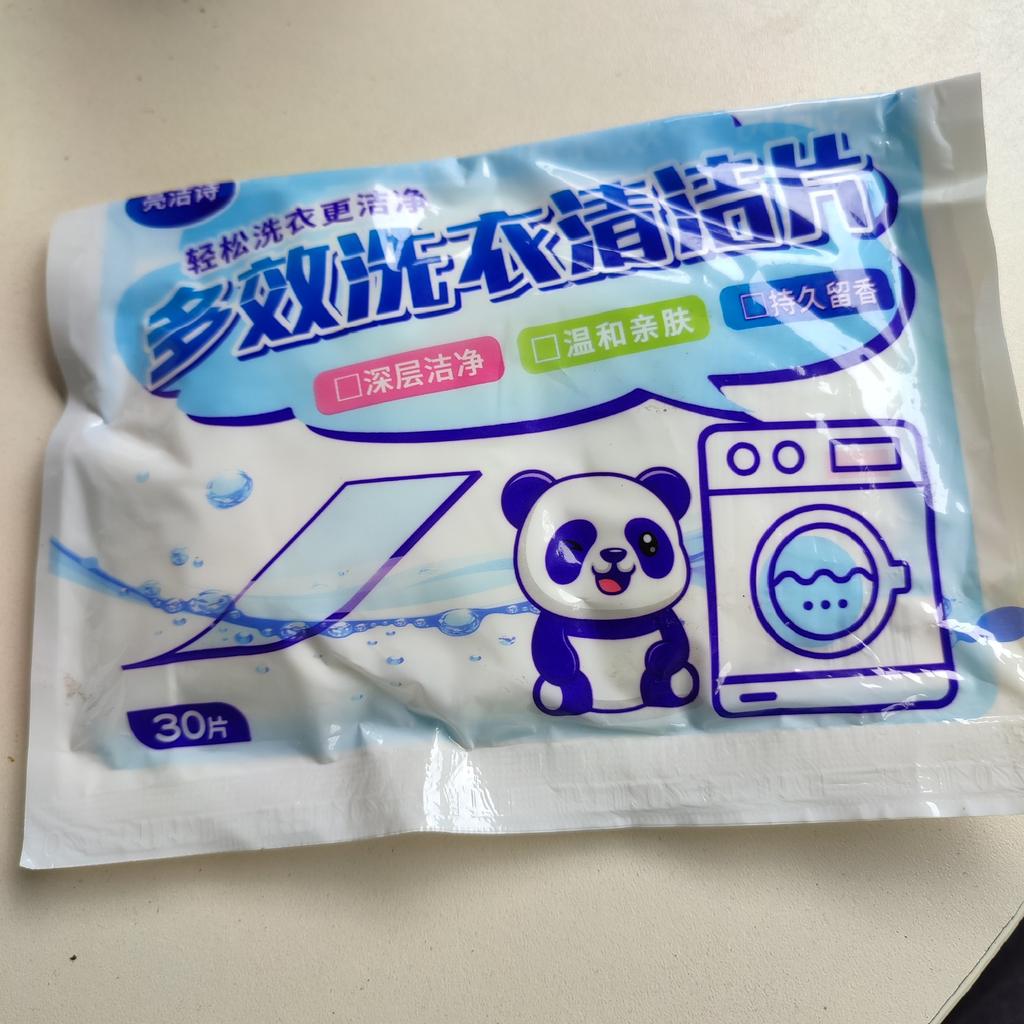 亮洁诗
轻松洗衣更洁净
多效洗衣清洁片
□深层洁净
□温和亲肤
□持久留香
30片